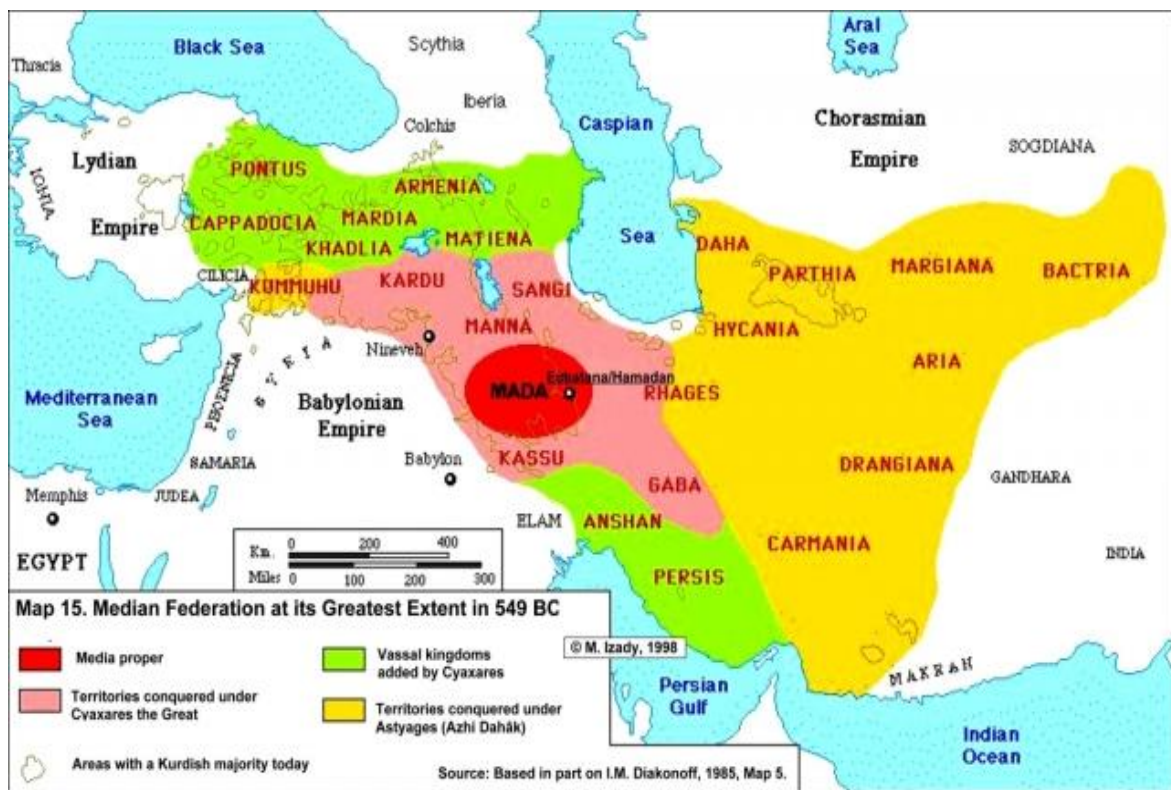 Black Sea
Scythia
Aral
Sea
Thracia
Iberia
Colchis
Caspian
Sea
Chorasmian
Empire
SOGDIANA
Lydian
Empire
IONIA
PONTUS
ARMENIA
CAPPADOCIA
MARDIA
KHADLIA
MATIENA
DAHA
PARTHIA
MARGIANA
BACTRIA
CILICIA
KUMMUHU
KARDU
SANGI
MANNA
HYCANIA
Nineveh
ARIA
MADA
Ecbatana/Hamadan
RHAGES
Mediterranean
Sea
PHOENICIA
Babylonian
Empire
SAMARIA
Babylon
KASSU
GABA
DRANGIANA
GANDHARA
Memphis
JUDEA
ELAM
ANSHAN
CARMANIA
EGYPT
INDIA
PERSIS
Km. 0 200 400
Miles 0 100 200 300
MAKRAN
Persian
Gulf
Indian
Ocean
Map 15. Median Federation at its Greatest Extent in 549 BC
© M. Izady, 1998
Media proper
Vassal kingdoms
added by Cyaxares
Territories conquered under
Cyaxares the Great
Territories conquered under
Astyages (Azhi Dahâk)
Areas with a Kurdish majority today
Source: Based in part on I.M. Diakonoff, 1985, Map 5.